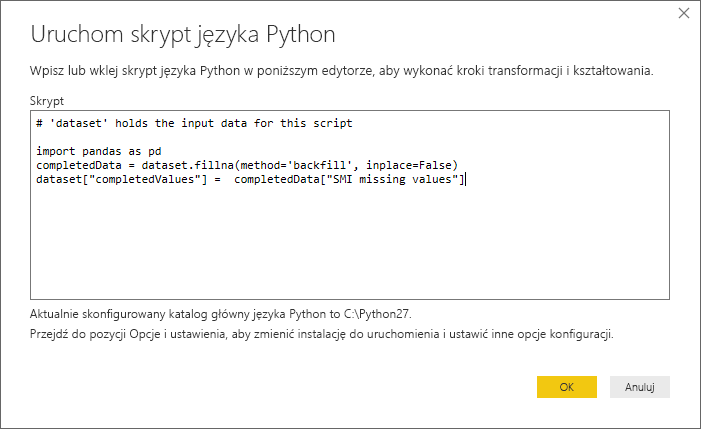 Uruchom skrypt języka Python
Wpisz lub wklej skrypt języka Python w poniższym edytorze, aby wykonać kroki transformacji i kształtowania.
Skrypt
# 'dataset' holds the input data for this script
import pandas as pd
completedData = dataset.fillna(method='backfill', inplace=False)
dataset["completedValues"] =  completedData["SMI missing values"]
Aktualnie skonfigurowany katalog główny języka Python to C:\Python27.
Przejdź do pozycji Opcje i ustawienia, aby zmienić instalację do uruchomienia i ustawić inne opcje konfiguracji.
OK
Anuluj